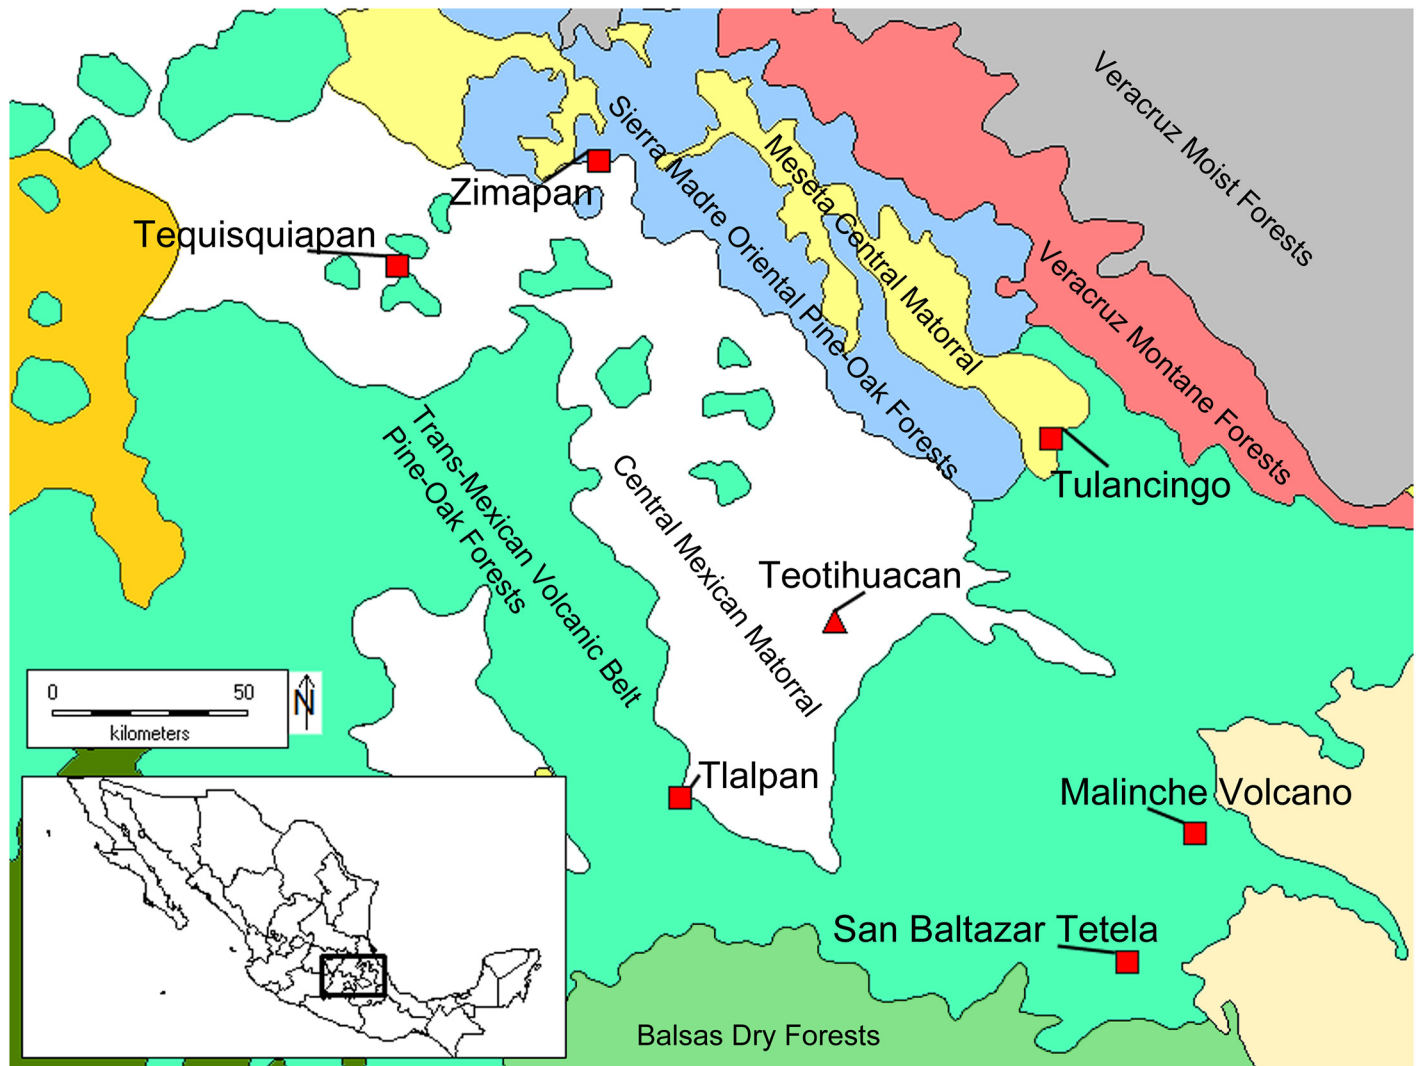 Veracruz Moist Forests
Sierra Madre Oriental Pine-Oak Forests
Meseta Central Matorral
Zimapan
Tequisquiapan
Veracruz Montane Forests
Trans-Mexican Volcanic Belt
Pine-Oak Forests
Central Mexican Matorral
Tulancingo
Teotihuacan
0 50
kilometers
N
Tlalpan
Malinche Volcano
San Baltazar Tetela
Balsas Dry Forests